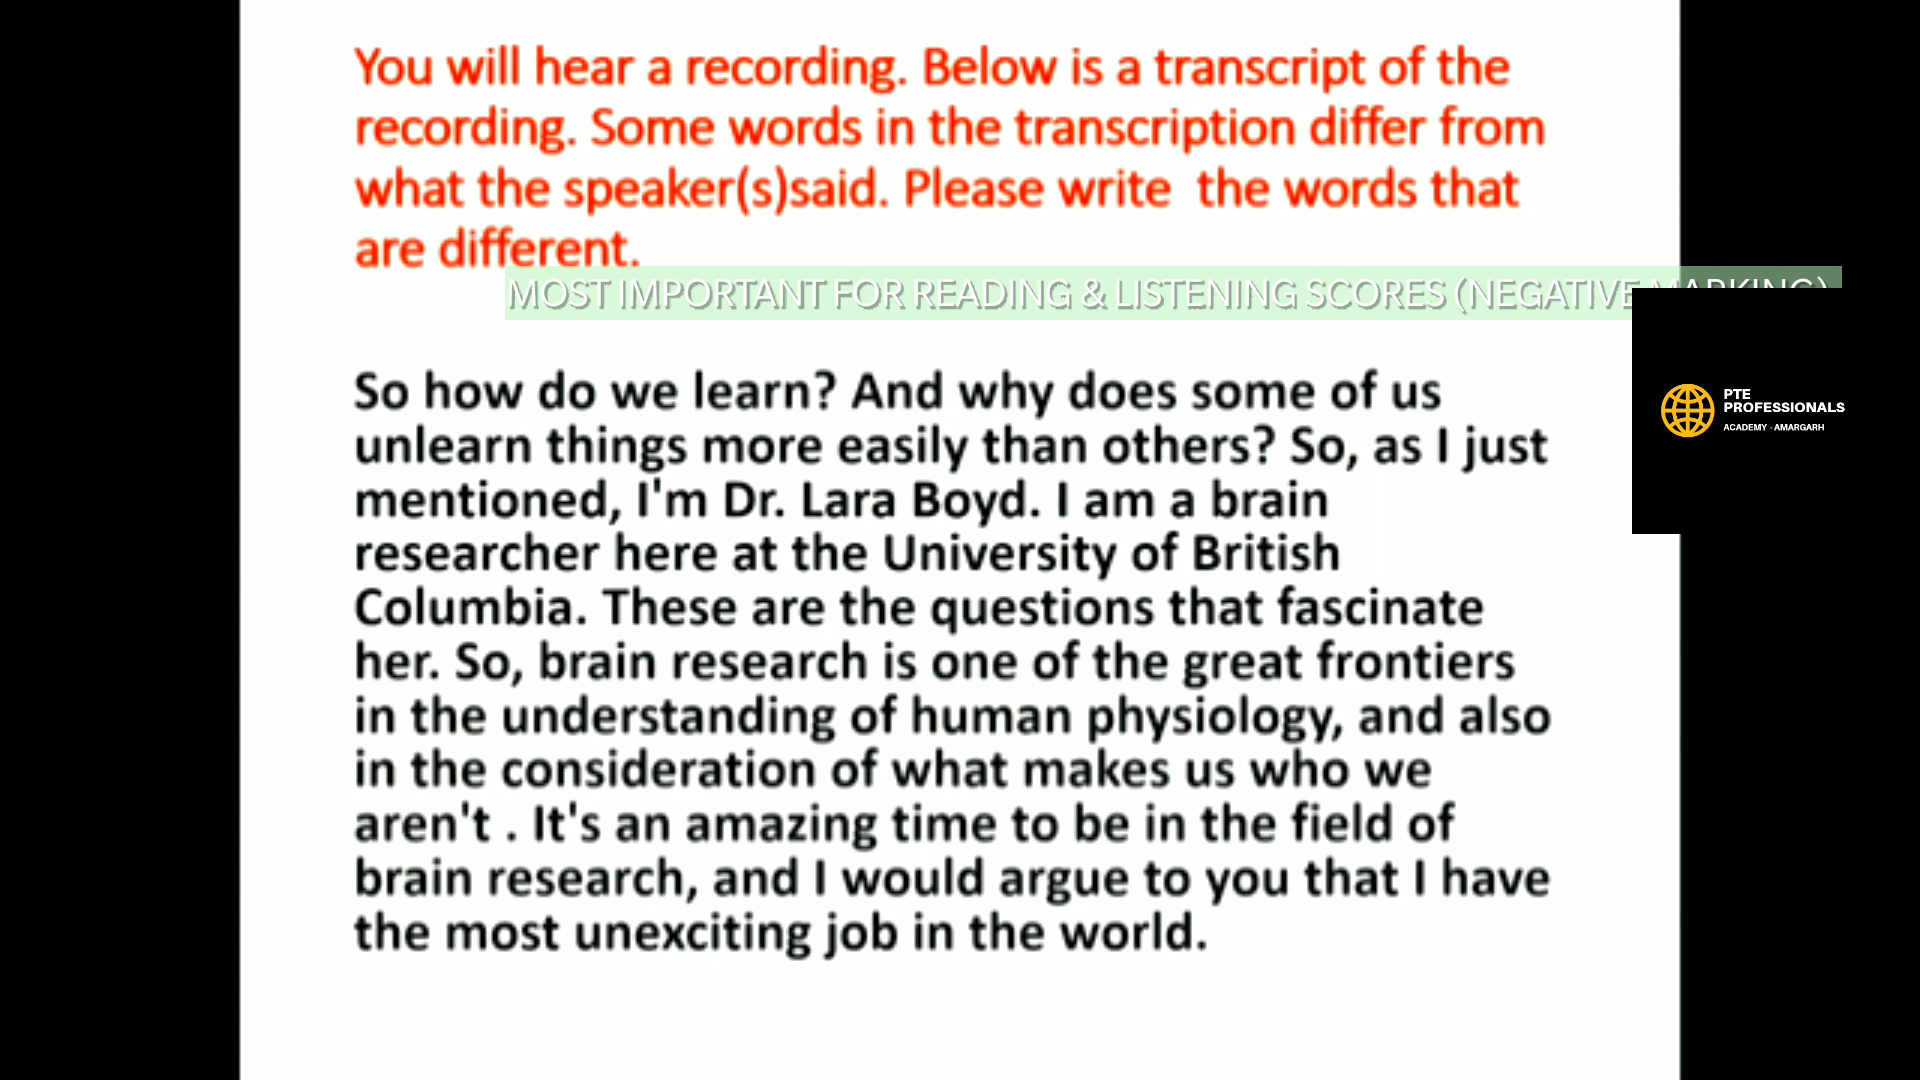 You will hear a recording. Below is a transcript of the
recording. Some words in the transcription differ from
what the speaker(s)said. Please write the words that
are different.
MOST IMPORTANT FOR READING & LISTENING SCORES (NEGATIVE MARKING)
So how do we learn? And why does some of us
unlearn things more easily than others? So, as I just
mentioned, I'm Dr. Lara Boyd. I am a brain
researcher here at the University of British
Columbia. These are the questions that fascinate
her. So, brain research is one of the great frontiers
in the understanding of human physiology, and also
in the consideration of what makes us who we
aren't . It's an amazing time to be in the field of
brain research, and I would argue to you that I have
the most unexciting job in the world.
PTE
PROFESSIONALS
ACADEMY - AMARGARH